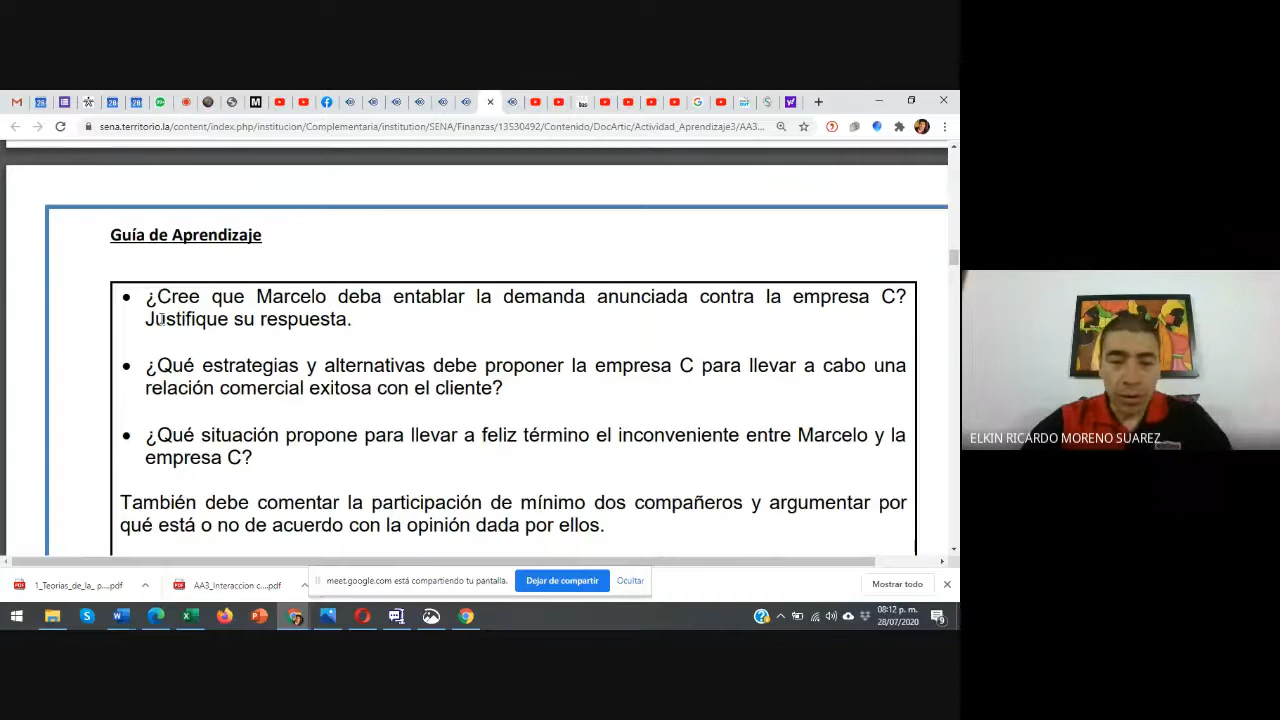 sena.territorio.la/content/index.php/institucion/Complementaria/institution/SENA/Finanzas/13530492/Contenido/DocArtic/Actividad_Aprendizaje3/AA3...
Guía de Aprendizaje
• ¿Cree que Marcelo deba entablar la demanda anunciada contra la empresa C?
Justifique su respuesta.
• ¿Qué estrategias y alternativas debe proponer la empresa C para llevar a cabo una
relación comercial exitosa con el cliente?
• ¿Qué situación propone para llevar a feliz término el inconveniente entre Marcelo y la
empresa C?
También debe comentar la participación de mínimo dos compañeros y argumentar por
qué está o no de acuerdo con la opinión dada por ellos.
ELKIN RICARDO MORENO SUAREZ
meet.google.com está compartiendo tu pantalla.
Dejar de compartir
Ocultar
1_Teorias_de_la_ p....pdf
AA3_Interaccion c....pdf
Mostrar todo
08:12 p. m.
28/07/2020